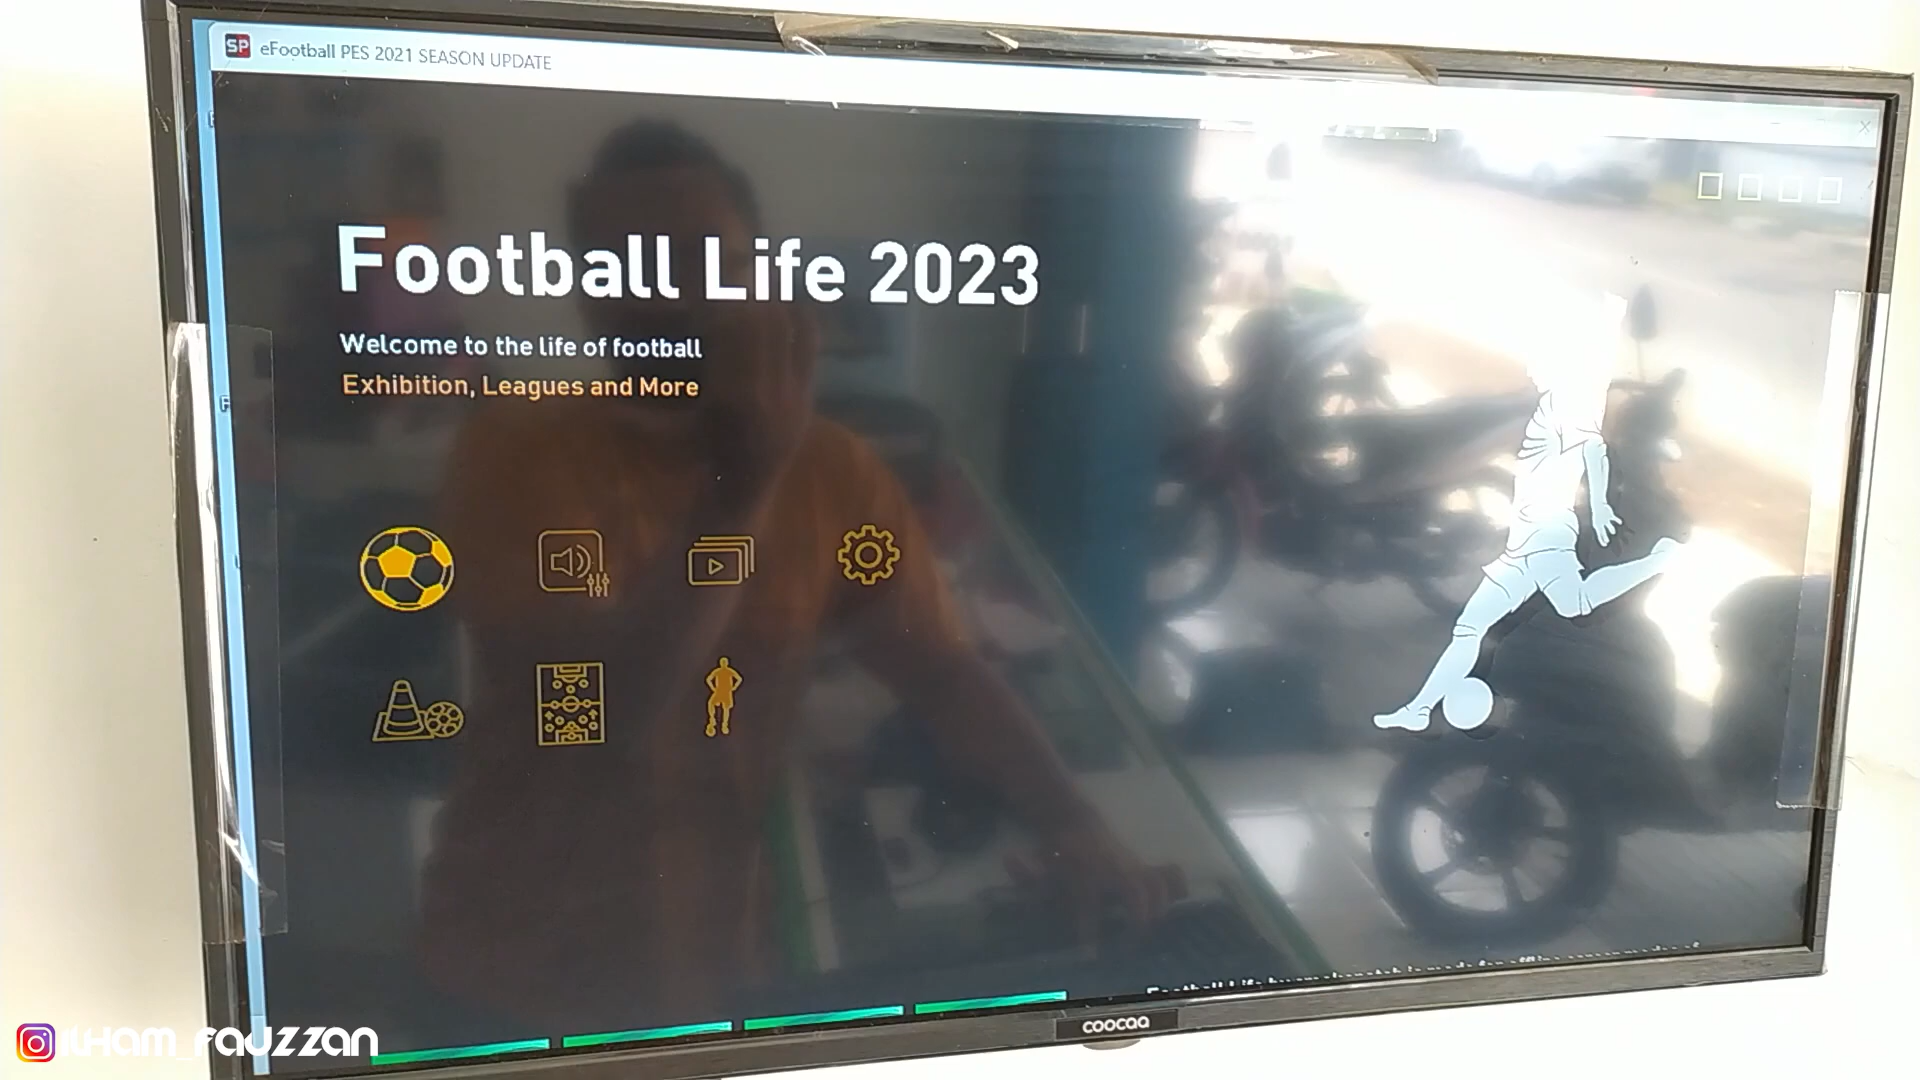 SP eFootball PES 2021 SEASON UPDATE
Football Life 2023
Welcome to the life of football
Exhibition, Leagues and More
coocaa
ILHAM_FAUZZAN